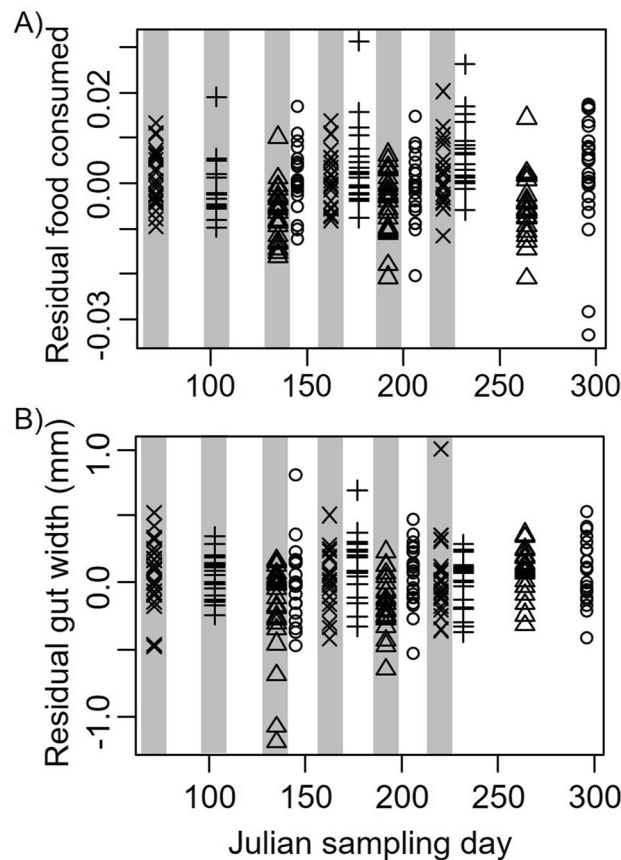 A)
Residual food consumed
0.02
0.00
-0.03
100 150 200 250 300
B)
Residual gut width (mm)
1.0
0.0
-1.0
100 150 200 250 300
Julian sampling day